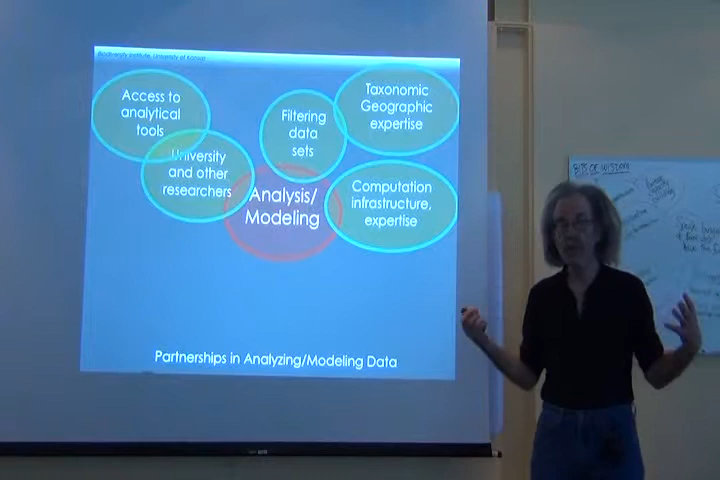 Biodiversity Institute, University of Kansas
Access to
analytical
tools
University
and other
researchers
Filtering
data
sets
Taxonomic
Geographic
expertise
Analysis/
Modeling
Computation
infrastructure,
expertise
Partnerships in Analyzing/Modeling Data
BITS OF WISDOM